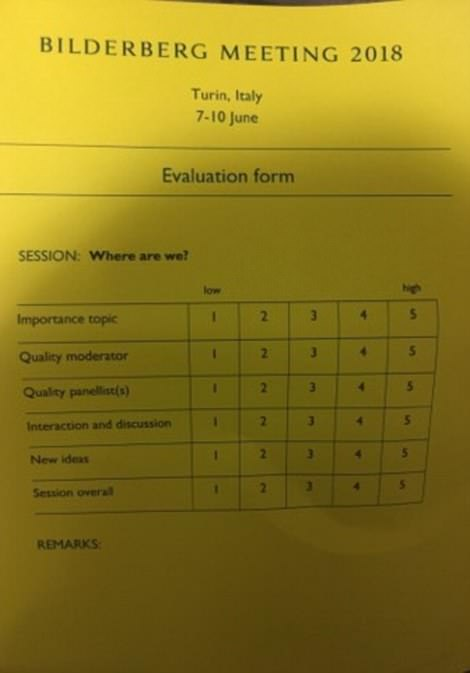 BILDERBERG MEETING 2018
Turin, Italy
7-10 June
Evaluation form
SESSION: Where are we?
low high
Importance topic 1 2 3 4 5
Quality moderator 1 2 3 4 5
Quality panellist(s) 1 2 3 4 5
Interaction and discussion 1 2 3 4 5
New ideas 1 2 3 4 5
Session overall 1 2 3 4 5
REMARKS: